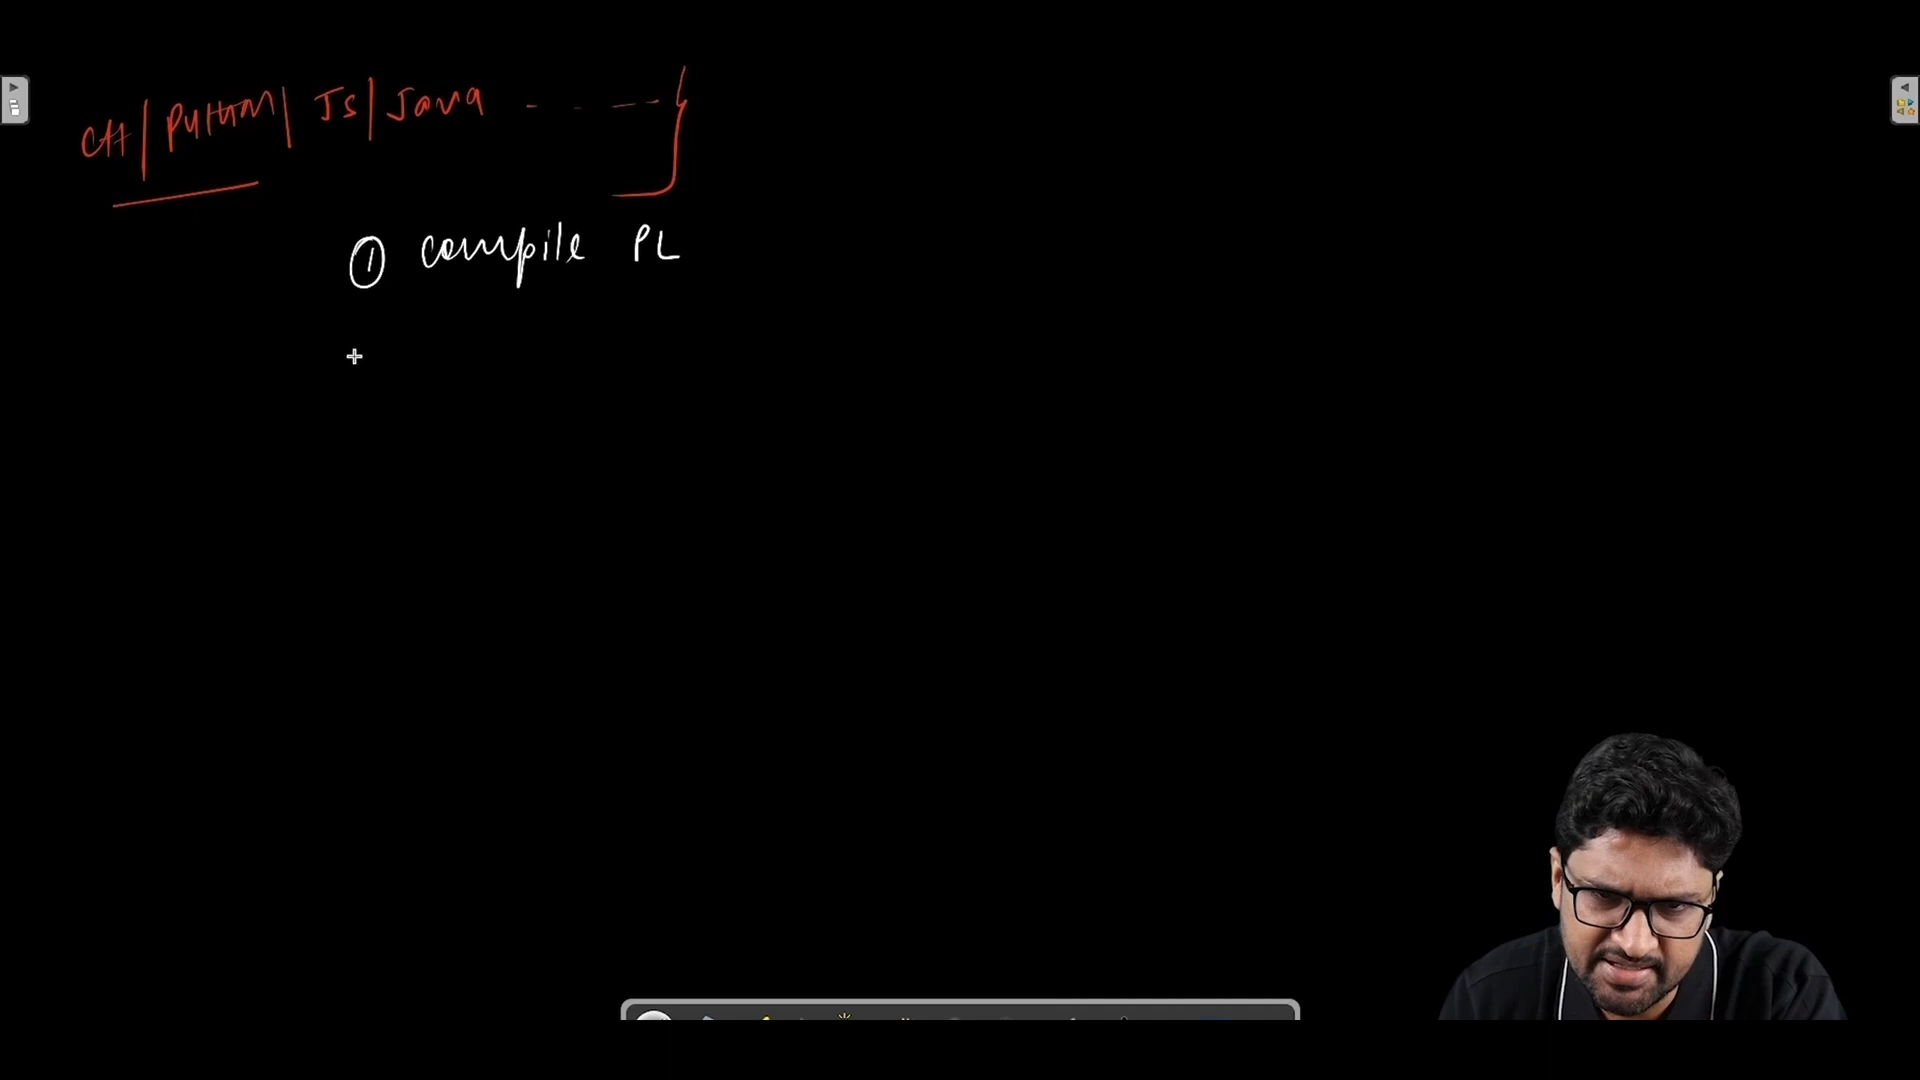 C++ / Python / JS / Java - - - - }
① compile PL